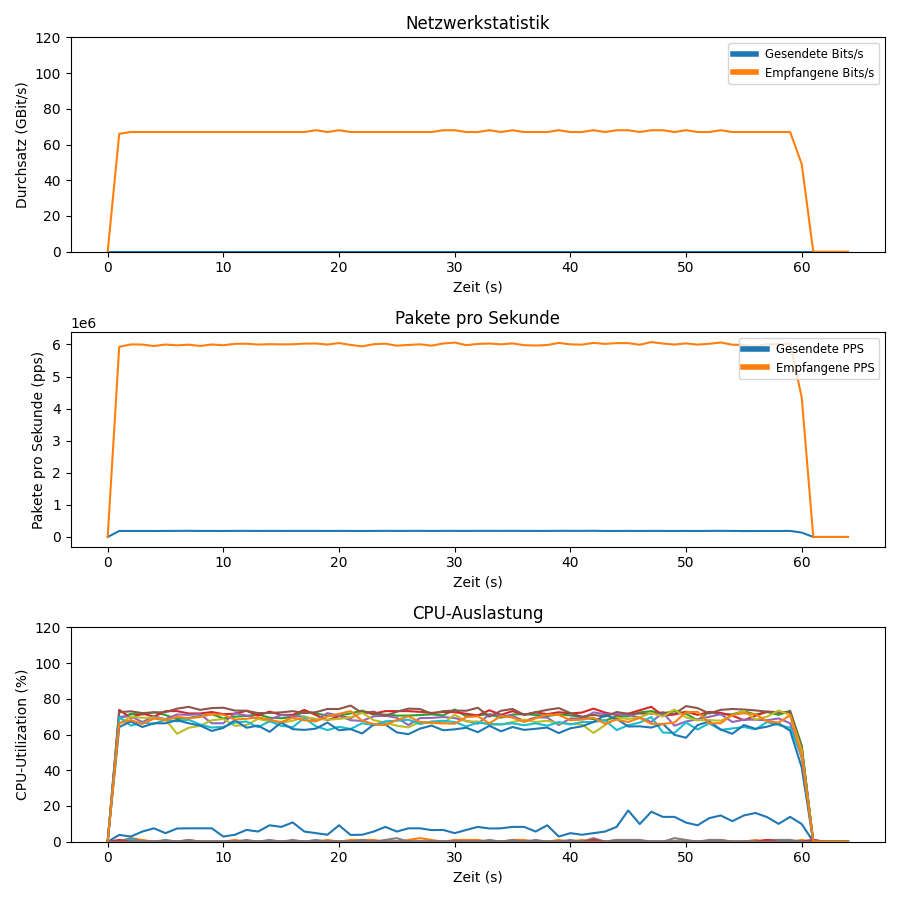 Netzwerkstatistik
120
100
80
60
40
20
0
Durchsatz (GBit/s)
Gesendete Bits/s
Empfangene Bits/s
0 10 20 30 40 50 60
Zeit (s)
Pakete pro Sekunde
1e6
6
5
4
3
2
1
0
Pakete pro Sekunde (pps)
Gesendete PPS
Empfangene PPS
0 10 20 30 40 50 60
Zeit (s)
CPU-Auslastung
120
100
80
60
40
20
0
CPU-Utilization (%)
0 10 20 30 40 50 60
Zeit (s)